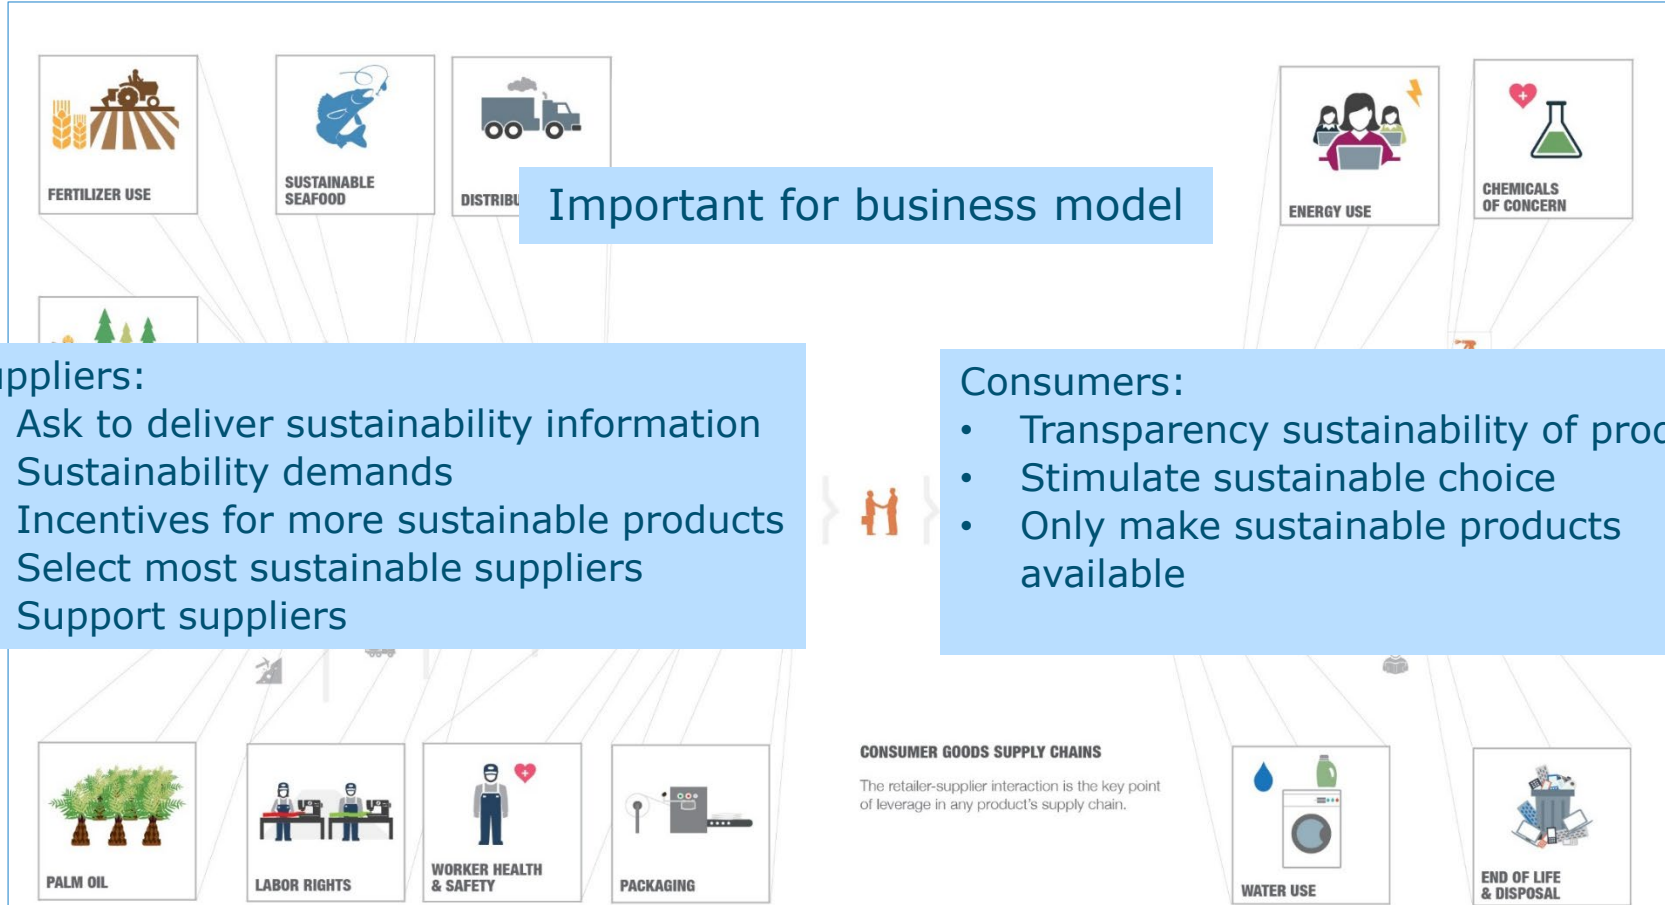 FERTILIZER USE
SUSTAINABLE
SEAFOOD
Important for business model
ENERGY USE
CHEMICALS
OF CONCERN
Ask to deliver sustainability information
Sustainability demands
Incentives for more sustainable products
Select most sustainable suppliers
Support suppliers
Consumers:
• Transparency sustainability of
• Stimulate sustainable choice
• Only make sustainable products
available
CONSUMER GOODS SUPPLY CHAINS
The retailer-supplier interaction is the key point
of leverage in any product's supply chain.
PALM OIL
LABOR RIGHTS
WORKER HEALTH
& SAFETY
PACKAGING
WATER USE
END OF LIFE
& DISPOSAL